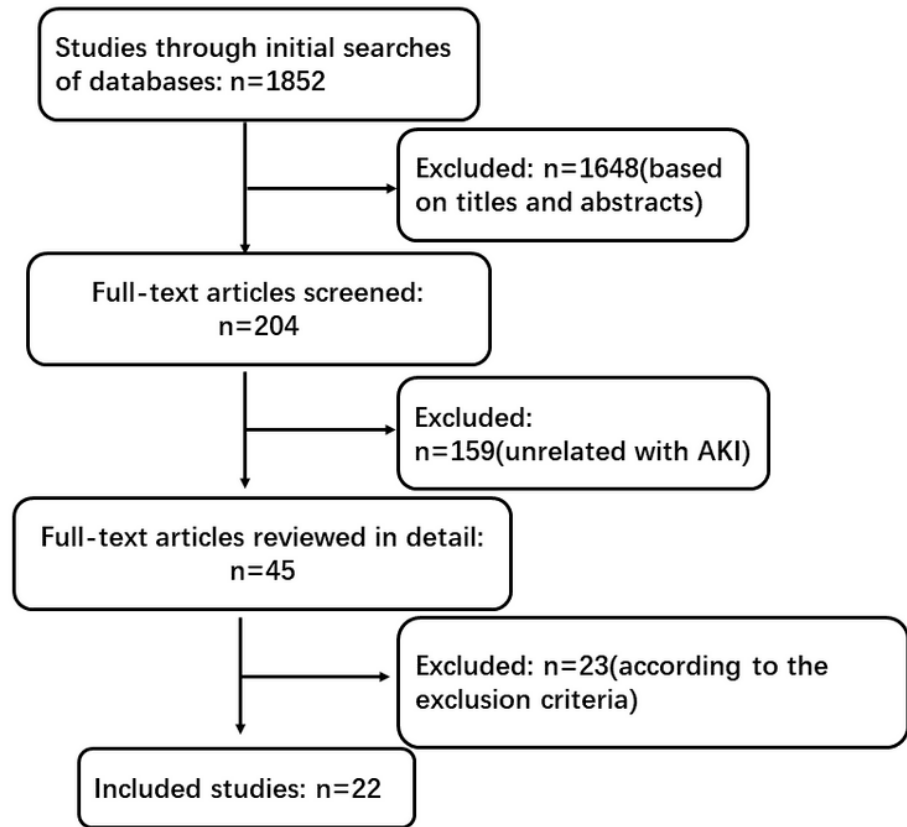 Studies through initial searches
of databases: n=1852
Excluded: n=1648(based
on titles and abstracts)
Full-text articles screened:
n=204
Excluded:
n=159(unrelated with AKI)
Full-text articles reviewed in detail:
n=45
Excluded: n=23(according to the
exclusion criteria)
Included studies: n=22